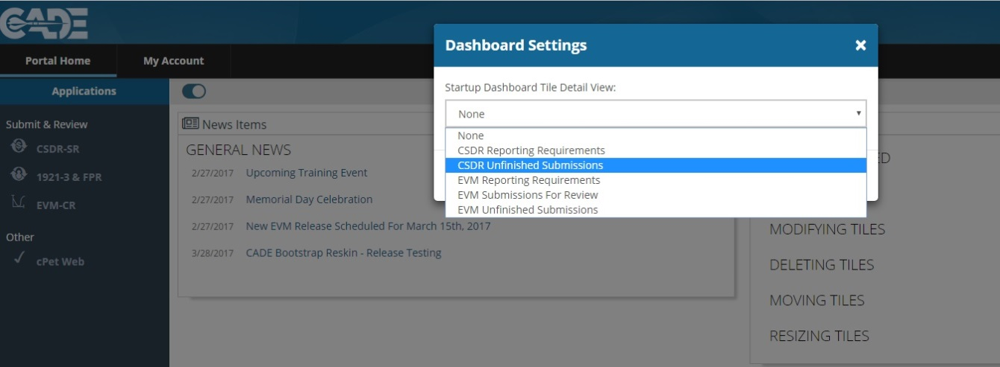 CADE
Portal Home
My Account
Applications
Submit & Review
CSDR-SR
1921-3 & FPR
EVM-CR
Other
cPet Web
News Items
GENERAL NEWS
2/27/2017 Upcoming Training Event
2/27/2017 Memorial Day Celebration
2/27/2017 New EVM Release Scheduled For March 15th, 2017
3/28/2017 CADE Bootstrap Reskin - Release Testing
Dashboard Settings
Startup Dashboard Tile Detail View:
None
None
CSDR Reporting Requirements
CSDR Unfinished Submissions
EVM Reporting Requirements
EVM Submissions For Review
EVM Unfinished Submissions
MODIFYING TILES
DELETING TILES
MOVING TILES
RESIZING TILES